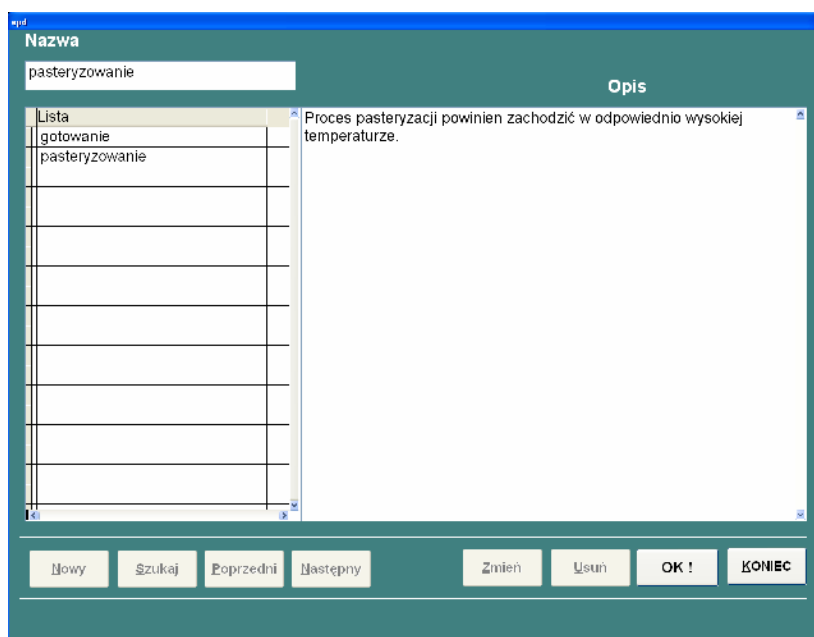 Nazwa
pasteryzowanie
Opis
Lista
gotowanie
pasteryzowanie
Proces pasteryzacji powinien zachodzić w odpowiednio wysokiej
temperaturze.
Nowy Szukaj Poprzedni Następny Zmień Usuń OK ! KONIEC